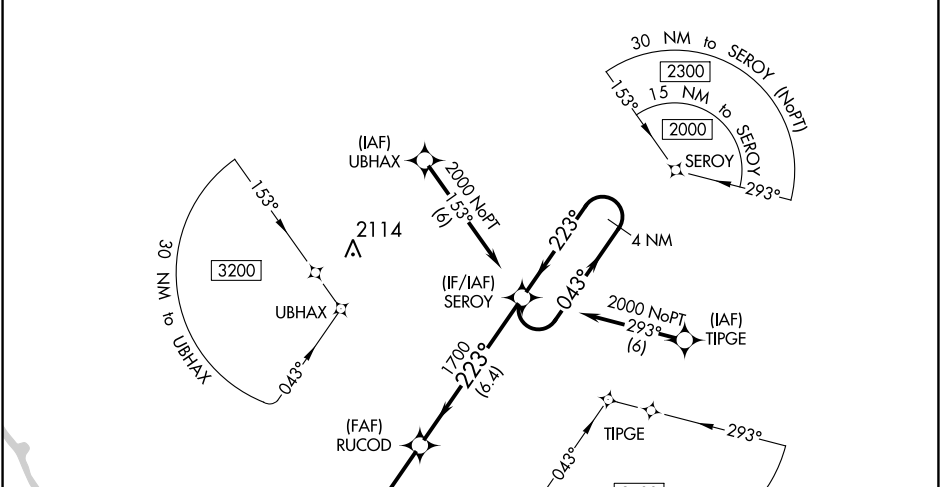 30 NM to SEROY (NoPT)
2300
15 NM to SEROY
2000
153°
SEROY
293°
(IAF)
UBHAX
2000 NoPT
153°
(6)
153°
2114
3200
30 NM to UBHAX
UBHAX
043°
223°
4 NM
043°
(IF/IAF)
SEROY
2000 NoPT
293°
(6)
(IAF)
TIPGE
1700
223°
(6.4)
(FAF)
RUCOD
TIPGE
293°
043°